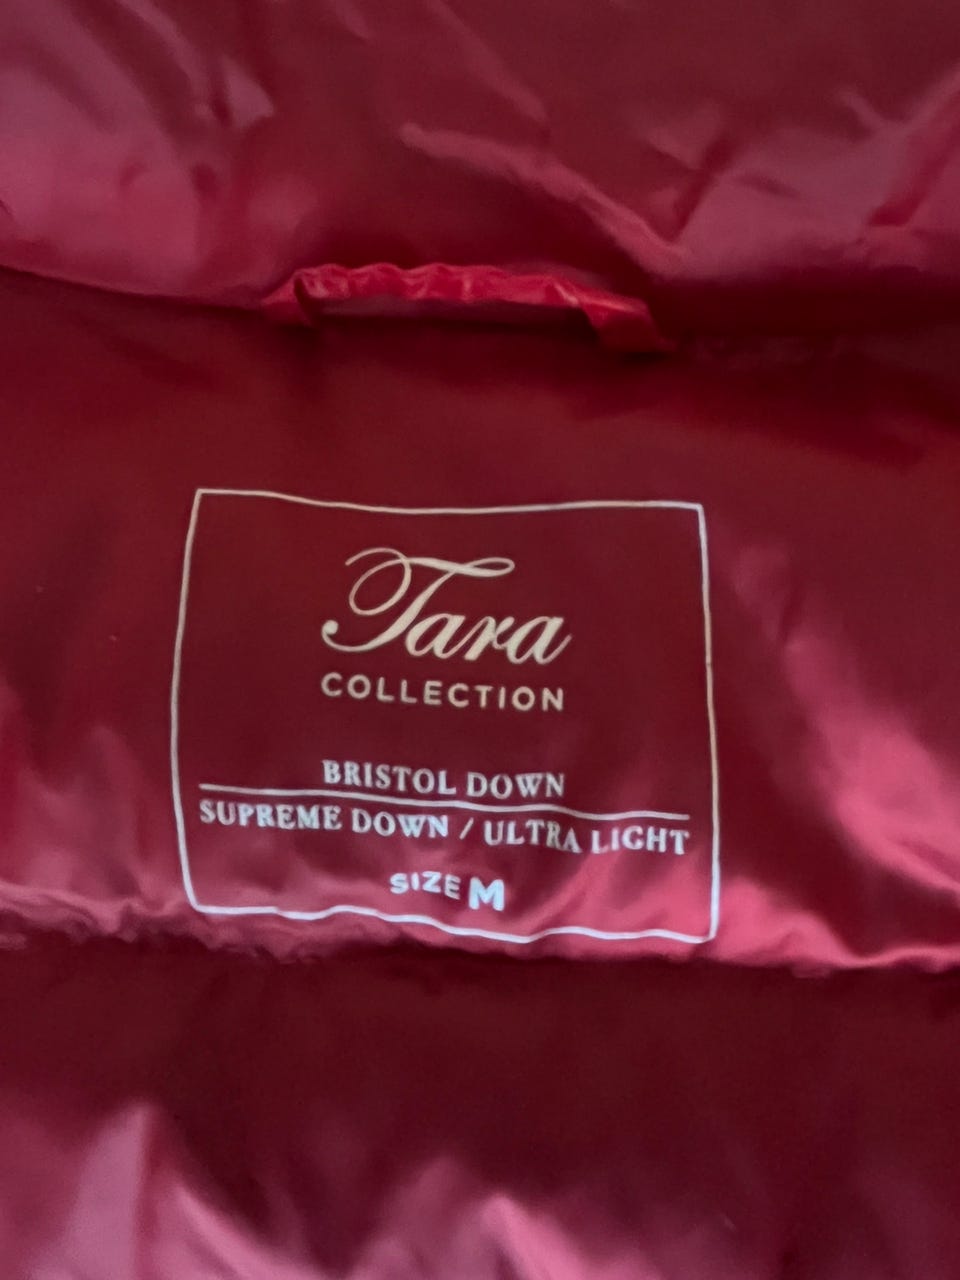 Tara
COLLECTION
BRISTOL DOWN
SUPREME DOWN / ULTRA LIGHT
SIZE M